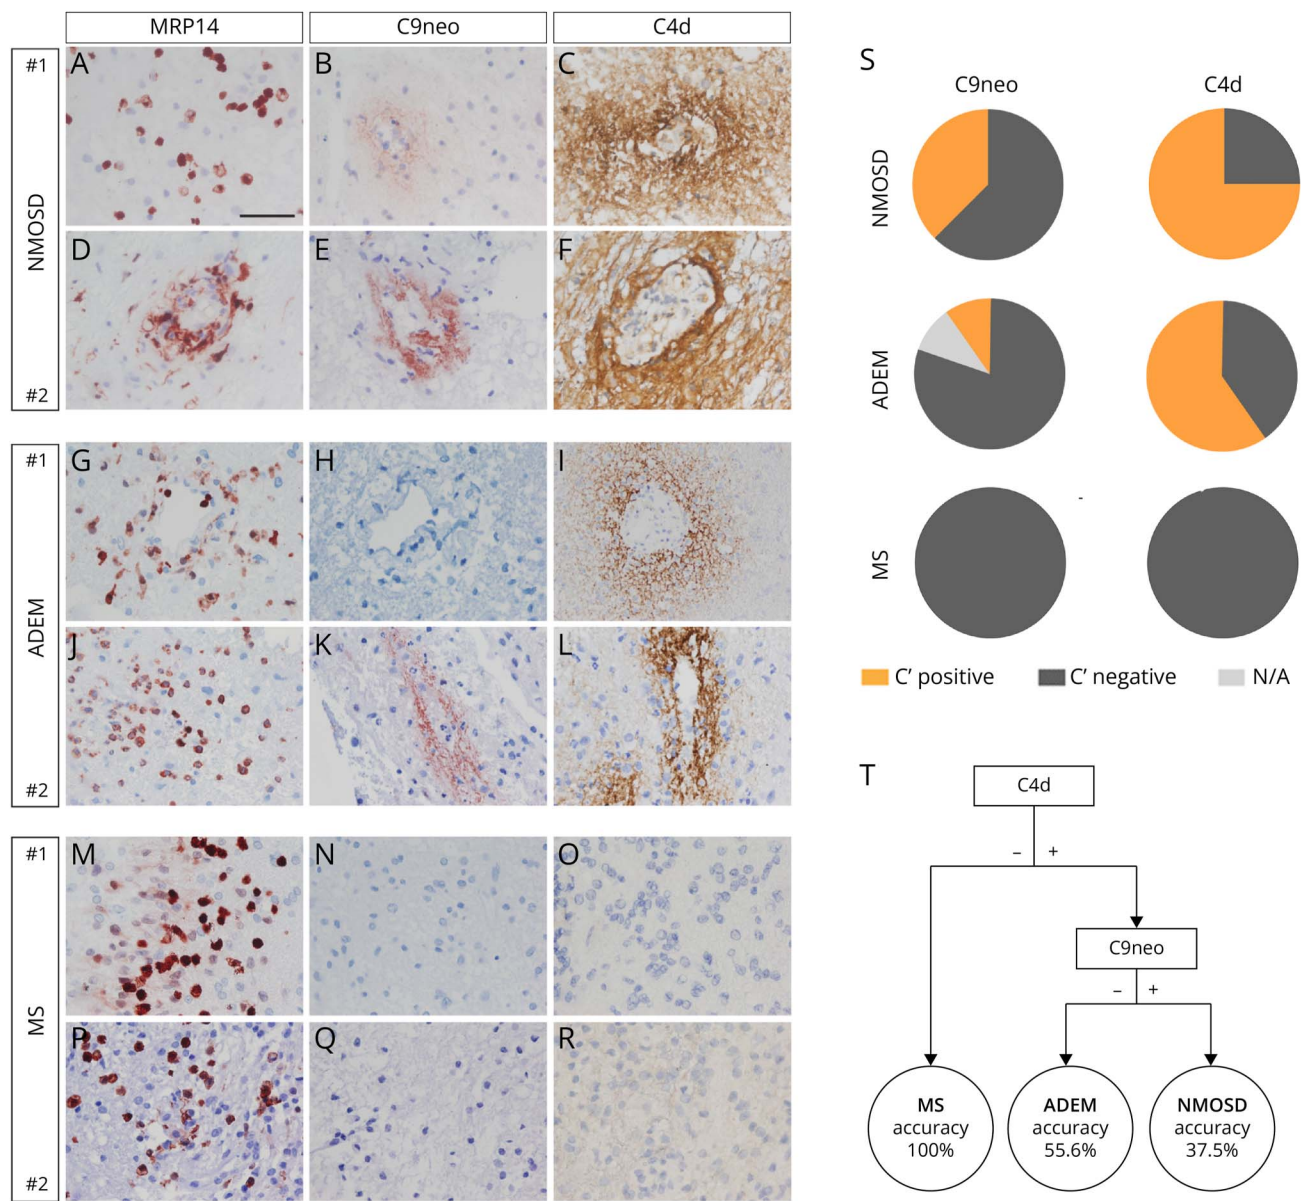 MRP14
C9neo
C4d
NMOSD
#1
A
B
C
#2
D
E
F
ADEM
#1
G
H
I
#2
J
K
L
MS
#1
M
N
O
#2
P
Q
R
S
C9neo
C4d
NMOSD
ADEM
-
MS
C’ positive
C’ negative
N/A
T
C4d
– +
C9neo
– +
MS
accuracy
100%
ADEM
accuracy
55.6%
NMOSD
accuracy
37.5%